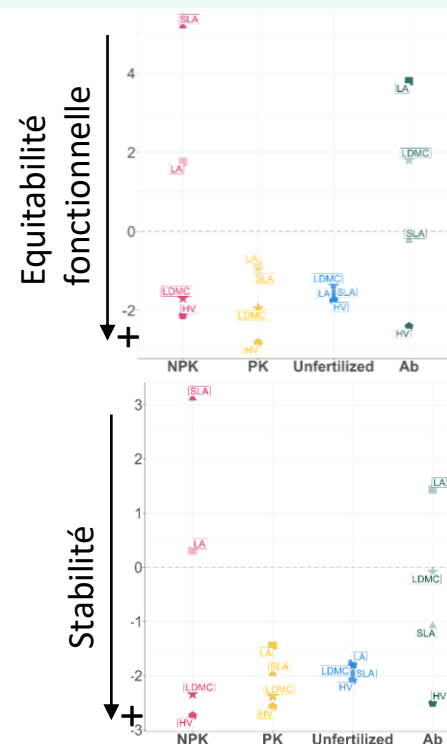 Equitabilité
fonctionnelle
+
4
2
0
-2
SLA
LA
LDMC
HV
LA
SLA
LDMC
HV
LDMC
LA
SLA
HV
LA
LDMC
SLA
HV
NPK PK Unfertilized Ab
Stabilité
+
3
2
1
0
-1
-2
-3
SLA
LA
LDMC
HV
LA
SLA
LDMC
HV
LA
LDMC
SLA
HV
LA
LDMC
SLA
HV
NPK PK Unfertilized Ab